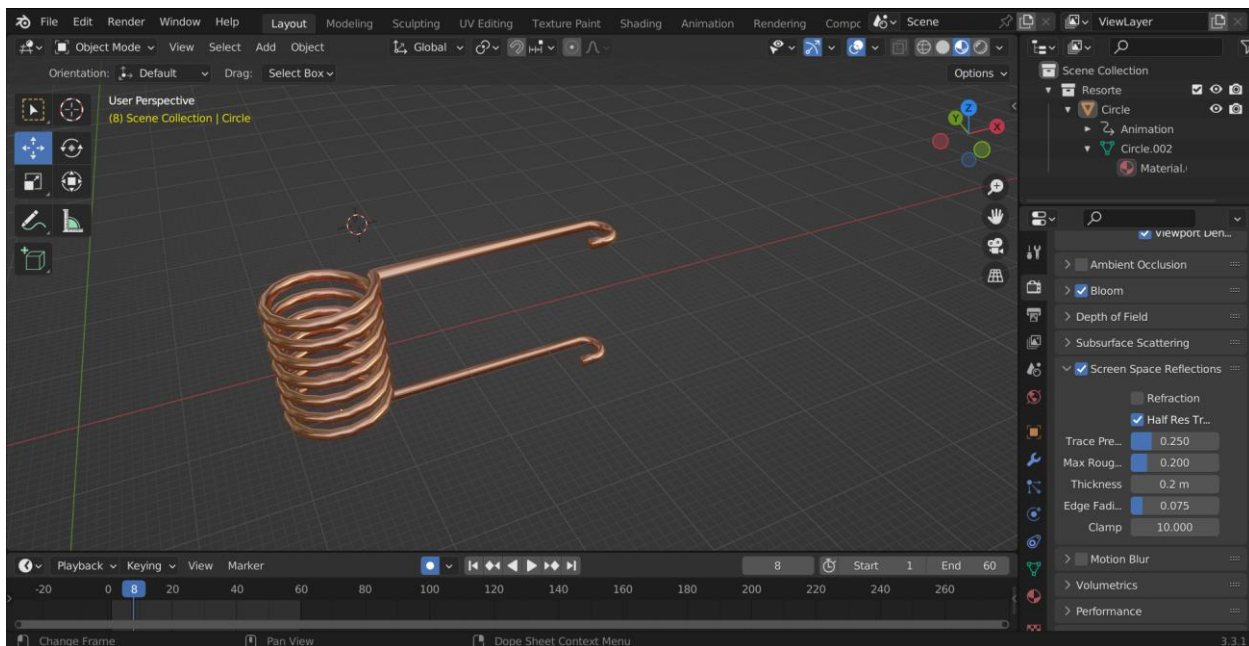 File Edit Render Window Help Layout Modeling Sculpting UV Editing Texture Paint Shading Animation Rendering Compc Scene ViewLayer
Object Mode View Select Add Object Global
Orientation: Default Drag: Select Box Options
User Perspective
(8) Scene Collection | Circle
Z
Y
X
Scene Collection
Resorte
Circle
Animation
Circle.002
Material.
Viewport Den...
Ambient Occlusion
Bloom
Depth of Field
Subsurface Scattering
Screen Space Reflections
Refraction
Half Res Tr...
Trace Pre... 0.250
Max Roug... 0.200
Thickness 0.2 m
Edge Fadi... 0.075
Clamp 10.000
Motion Blur
Volumetrics
Performance
Playback Keying View Marker 8 Start 1 End 60
-20 0 8 20 40 60 80 100 120 140 160 180 200 220 240 260
Change Frame Pan View Dope Sheet Context Menu 3.3.1